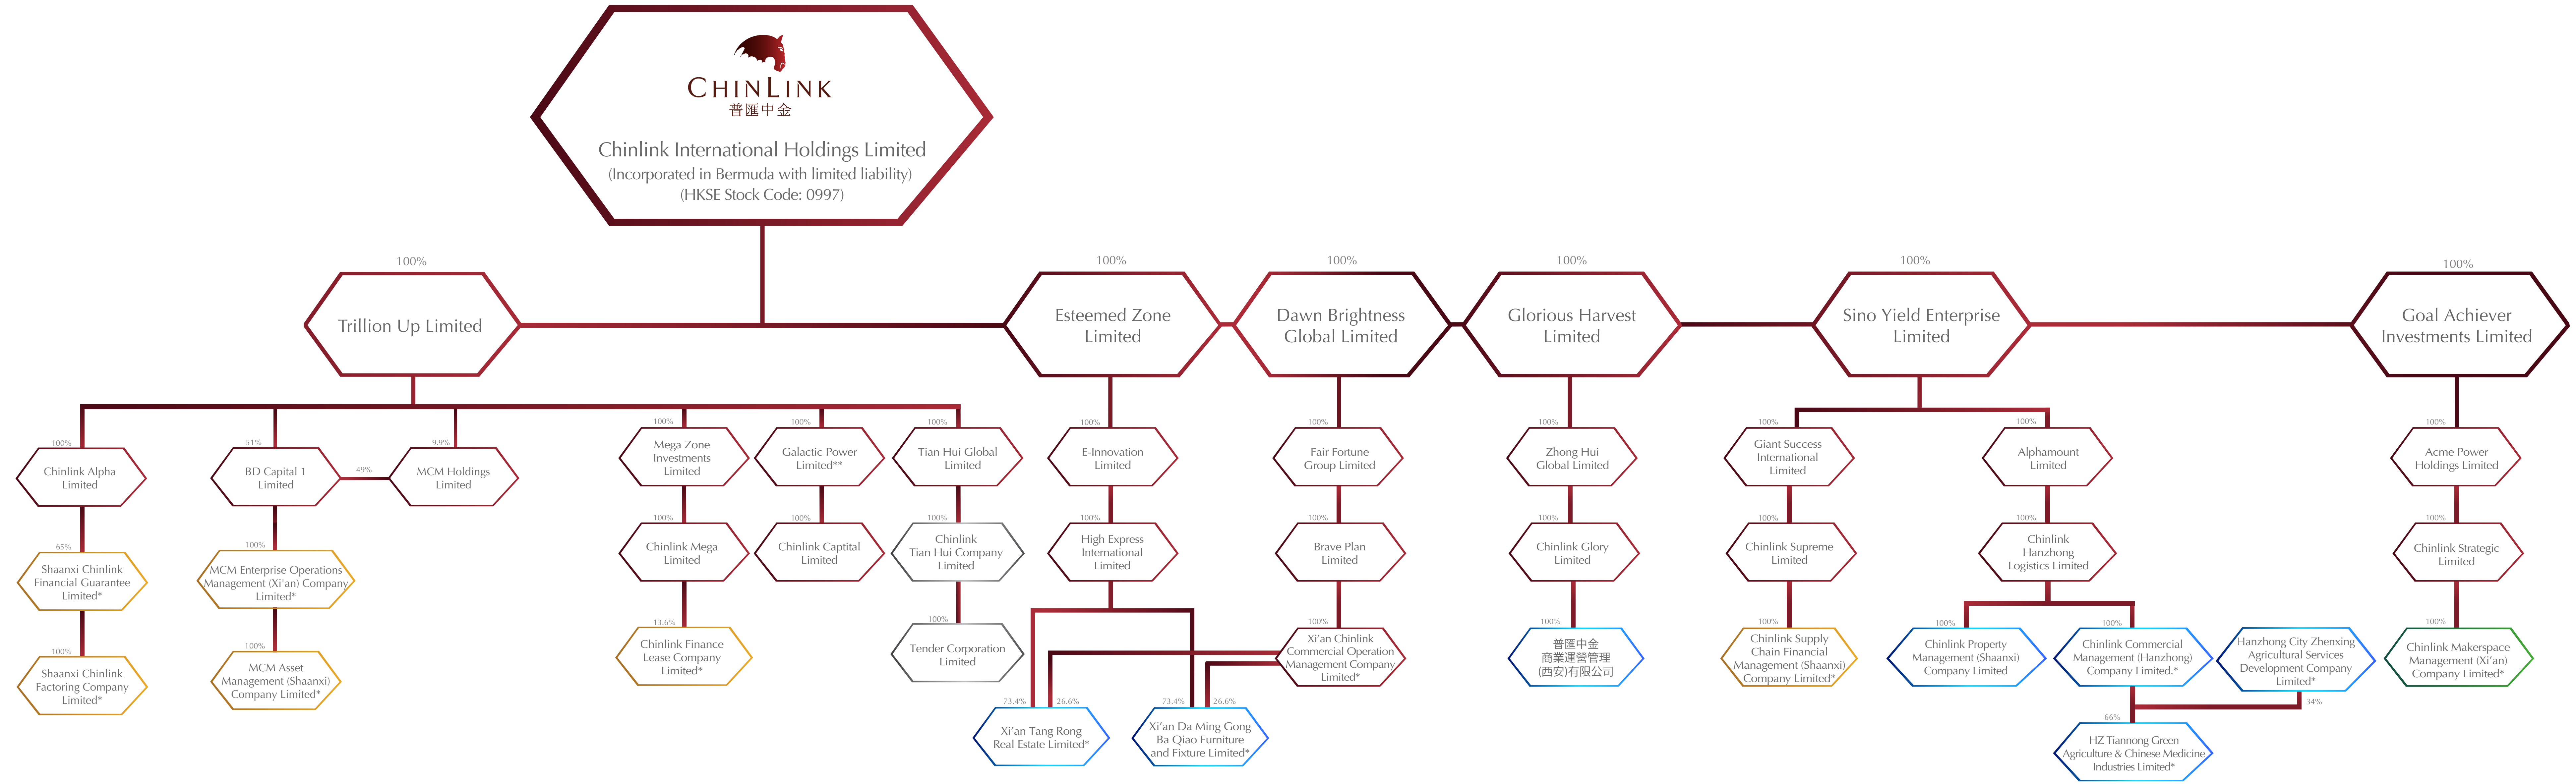 CHINLINK
普匯中金
Chinlink International Holdings Limited
(Incorporated in Bermuda with limited liability)
(HKSE Stock Code: 0997)
100%
Trillion Up Limited
100%
Esteemed Zone
Limited
100%
Dawn Brightness
Global Limited
100%
Glorious Harvest
Limited
100%
Sino Yield Enterprise
Limited
100%
Goal Achiever
Investments Limited
100%
Chinlink Alpha
Limited
51%
BD Capital 1
Limited
49%
9.9%
MCM Holdings
Limited
100%
Mega Zone
Investments
Limited
100%
Galactic Power
Limited**
100%
Tian Hui Global
Limited
100%
E-Innovation
Limited
100%
Fair Fortune
Group Limited
100%
Zhong Hui
Global Limited
100%
Giant Success
International
Limited
100%
Alphamount
Limited
100%
Acme Power
Holdings Limited
65%
Shaanxi Chinlink
Financial Guarantee
Limited*
100%
MCM Enterprise Operations
Management (Xi'an) Company
Limited*
100%
Chinlink Mega
Limited
100%
Chinlink Captital
Limited
100%
Chinlink
Tian Hui Company
Limited
100%
High Express
International
Limited
100%
Brave Plan
Limited
100%
Chinlink Glory
Limited
100%
Chinlink Supreme
Limited
100%
Chinlink
Hanzhong
Logistics Limited
100%
Chinlink Strategic
Limited
100%
Shaanxi Chinlink
Factoring Company
Limited*
100%
MCM Asset
Management (Shaanxi)
Company Limited*
13.6%
Chinlink Finance
Lease Company
Limited*
100%
Tender Corporation
Limited
100%
Xi'an Chinlink
Commercial Operation
Management Company
Limited*
100%
普匯中金
商業運營管理
(西安)有限公司
100%
Chinlink Supply
Chain Financial
Management (Shaanxi)
Company Limited*
100%
Chinlink Property
Management (Shaanxi)
Company Limited
100%
Chinlink Commercial
Management (Hanzhong)
Company Limited.*
Hanzhong City Zhenxing
Agricultural Services
Development Company
Limited*
100%
Chinlink Makerspace
Management (Xi'an)
Company Limited*
73.4%
26.6%
Xi'an Tang Rong
Real Estate Limited*
73.4%
26.6%
Xi'an Da Ming Gong
Ba Qiao Furniture
and Fixture Limited*
66%
34%
HZ Tiannong Green
Agriculture & Chinese Medicine
Industries Limited*